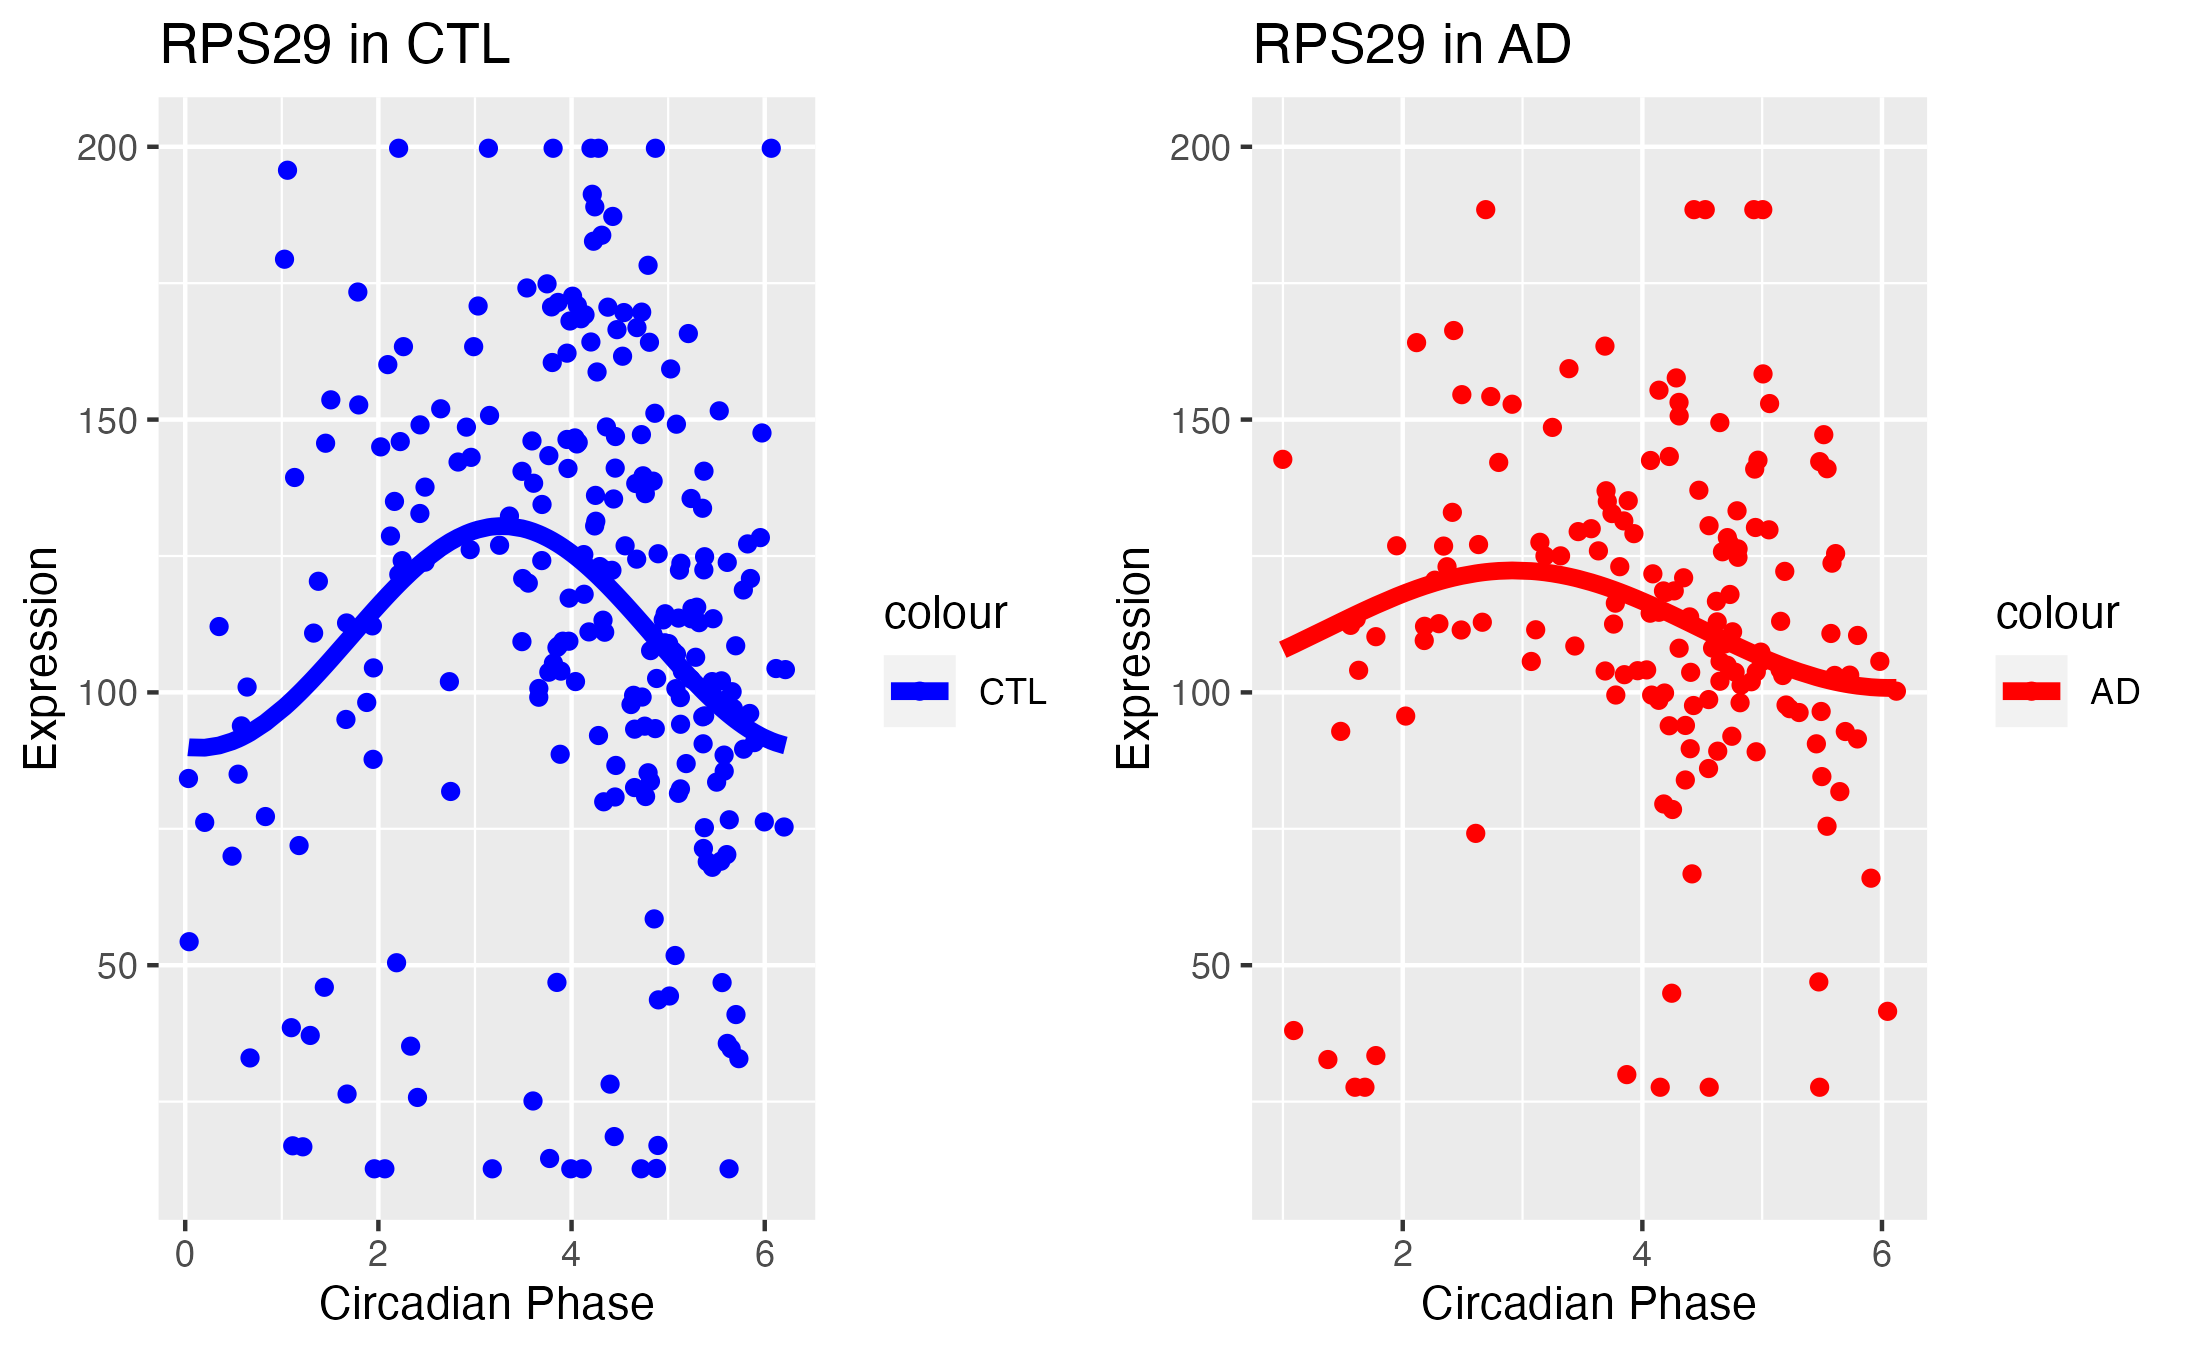 RPS29 in CTL
200
150
100
50
Expression
0 2 4 6
Circadian Phase
colour
CTL
RPS29 in AD
200
150
100
50
Expression
2 4 6
Circadian Phase
colour
AD